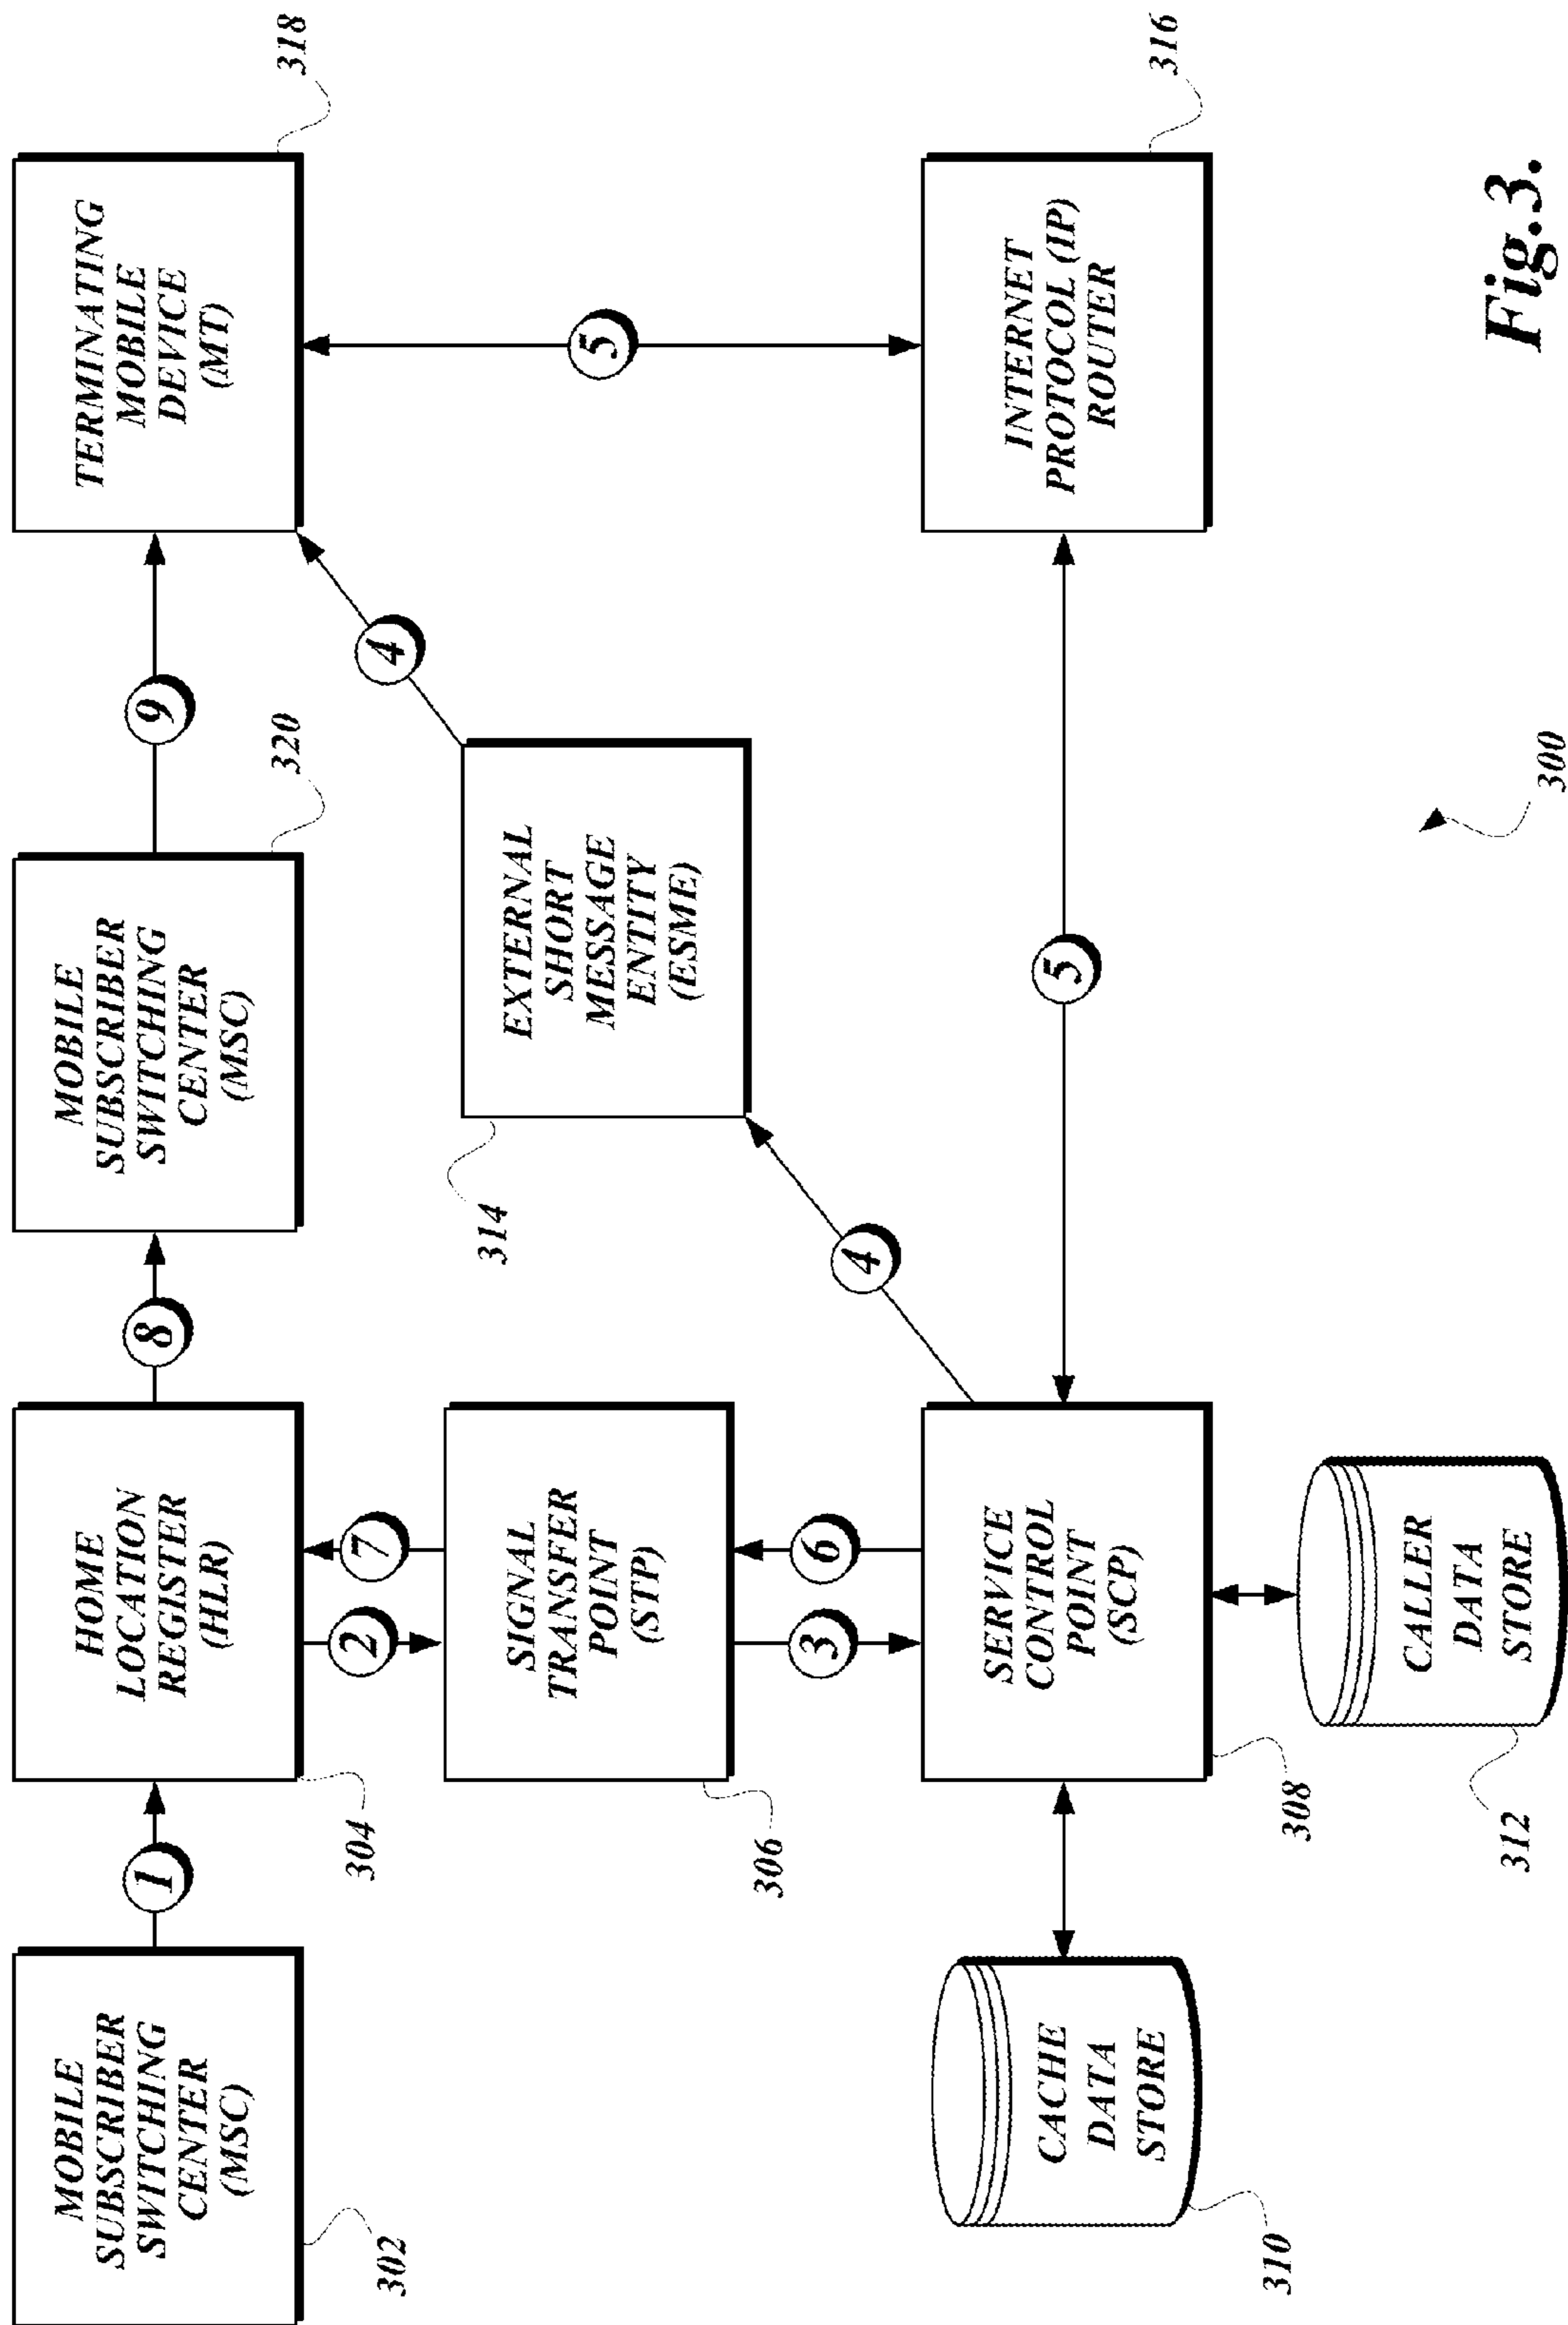 MOBILE
SUBSCRIBER
SWITCHING
CENTER
(MSC)
302
1
HOME
LOCATION
REGISTER
(HLR)
304
8
MOBILE
SUBSCRIBER
SWITCHING
CENTER
(MSC)
320
9
TERMINATING
MOBILE
DEVICE
(MT)
318
2
7
SIGNAL
TRANSFER
POINT
(STP)
306
EXTERNAL
SHORT
MESSAGE
ENTITY
(ESME)
314
4
4
5
3
6
CACHE
DATA
STORE
310
SERVICE
CONTROL
POINT
(SCP)
308
5
INTERNET
PROTOCOL (IP)
ROUTER
316
CALLER
DATA
STORE
312
300
Fig.3.